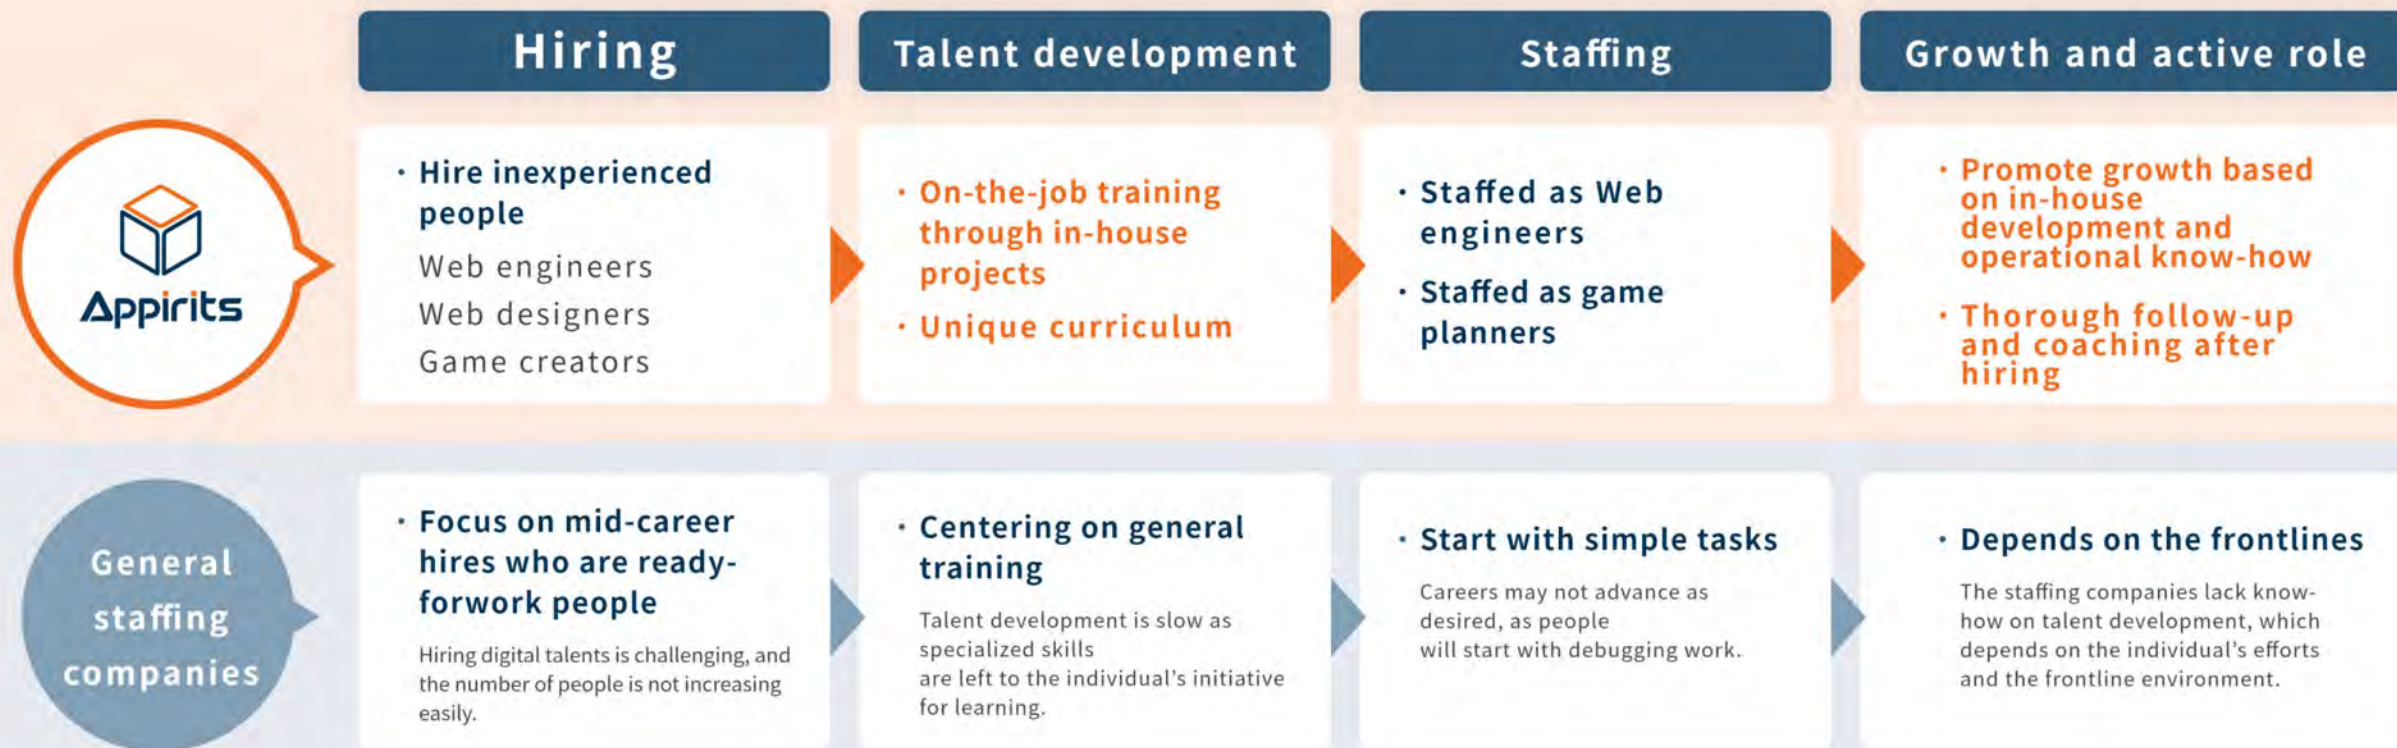 Hiring
Talent development
Staffing
Growth and active role
Appirits
・Hire inexperienced
people
Web engineers
Web designers
Game creators
・On-the-job training
through in-house
projects
・Unique curriculum
・Staffed as Web
engineers
・Staffed as game
planners
・Promote growth based
on in-house
development and
operational know-how
・Thorough follow-up
and coaching after
hiring
General
staffing
companies
・Focus on mid-career
hires who are ready-
forwork people
Hiring digital talents is challenging, and
the number of people is not increasing
easily.
・Centering on general
training
Talent development is slow as
specialized skills
are left to the individual's initiative
for learning.
・Start with simple tasks
Careers may not advance as
desired, as people
will start with debugging work.
・Depends on the frontlines
The staffing companies lack know-
how on talent development, which
depends on the individual's efforts
and the frontline environment.